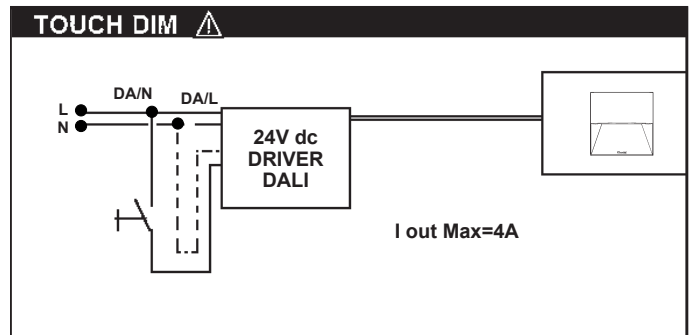 TOUCH DIM
DA/N
DA/L
L
N
24V dc
DRIVER
DALI
I out Max=4A